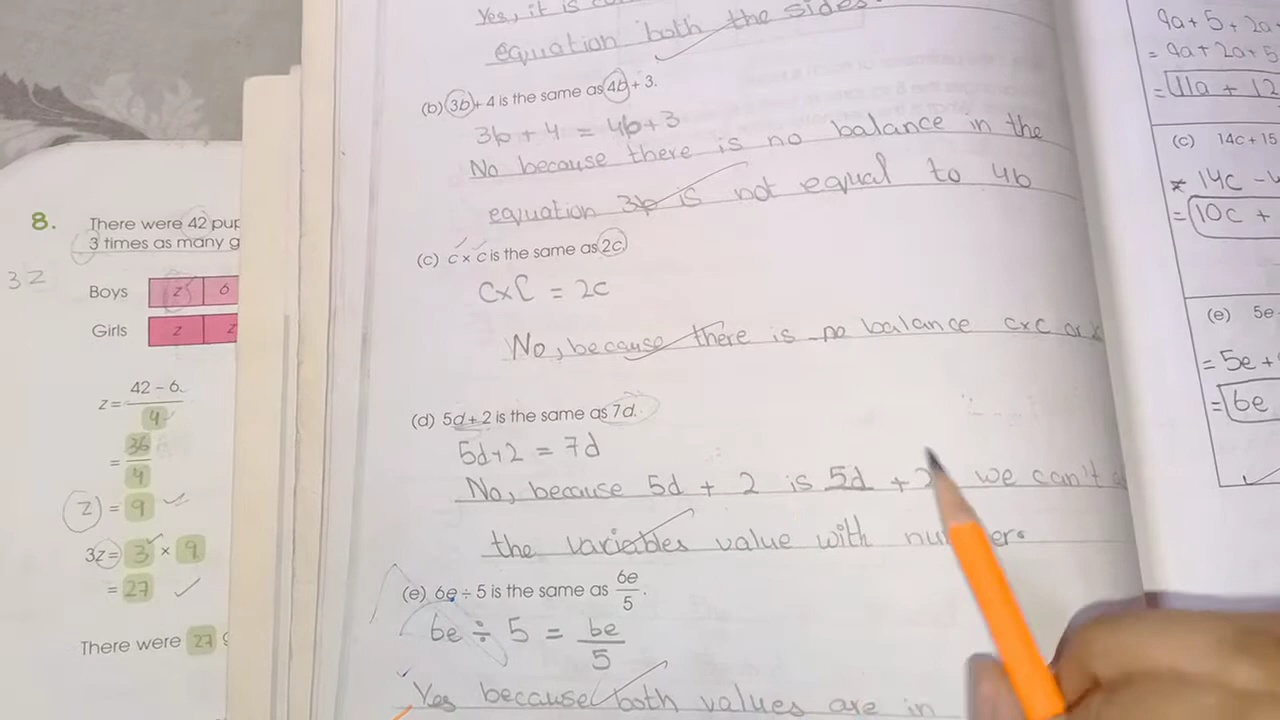 8.
There were 42 pup
3 times as many g
3z
Boys z 6
Girls z z
z= 42 – 6
4
= 36
4
z = 9
3z= 3 × 9
= 27
There were 27 g
Yes, it is
equation both the sides.
(b) 3b + 4 is the same as 4b + 3.
3b + 4 = 4b+3
No because there is no balance in the
equation 3b is not equal to 4b
(c) c × c is the same as 2c
c×c = 2c
No, because there is no balance c×c or
(d) 5d + 2 is the same as 7d.
5d+2 = 7d
No, because 5d + 2 is 5d + we can't
the variables value with
(e) 6e ÷ 5 is the same as 6e
5.
6e ÷ 5 = 6e
5
Yes because both values are in
9a + 5 + 2a
= 9a + 2a + 5
= 11a + 12
(c) 14c + 15
14c –
= 10c +
(e) 5e
= 5e +
= 6e